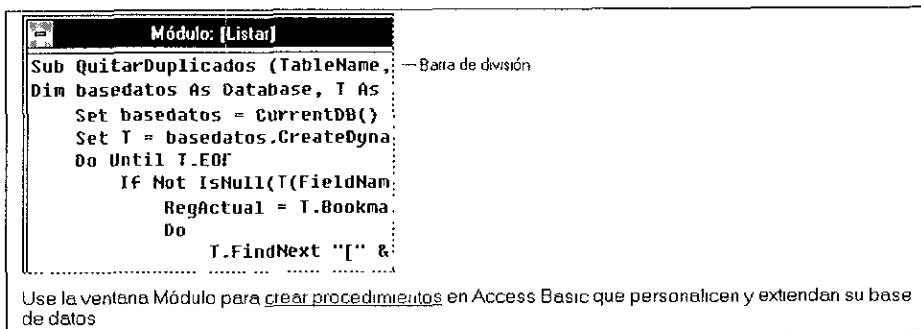 Módulo: [Listar]
Sub QuitarDuplicados (TableName, — Barra de división
Dim basedatos As Database, T As
Set basedatos = CurrentDB()
Set T = basedatos.CreateDyna
Do Until T.EOF
If Not IsNull(T(FieldNam
RegActual = T.Bookma
Do
T.FindNext "[" &
Use la ventana Módulo para crear procedimientos en Access Basic que personalicen y extiendan su base
de datos